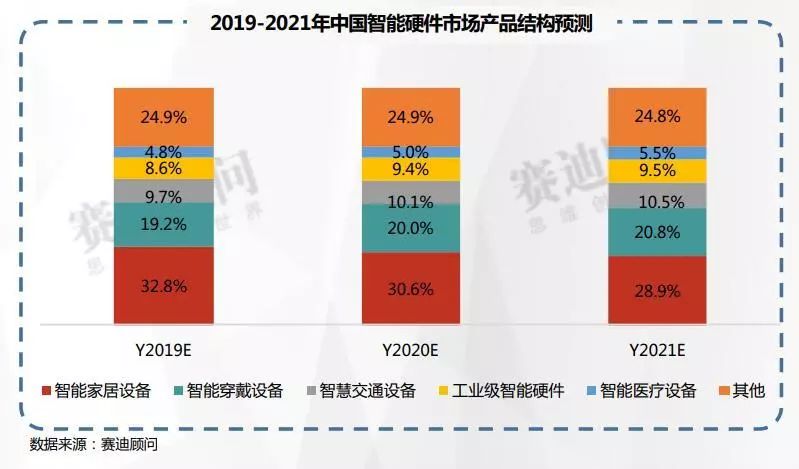 2019-2021年中国智能硬件市场产品结构预测
24.9% 24.9% 24.8%
4.8% 5.0% 5.5%
8.6% 9.4% 9.5%
9.7% 10.1% 10.5%
19.2% 20.0% 20.8%
32.8% 30.6% 28.9%
Y2019E Y2020E Y2021E
智能家居设备 智能穿戴设备 智慧交通设备 工业级智能硬件 智能医疗设备 其他
数据来源：赛迪顾问